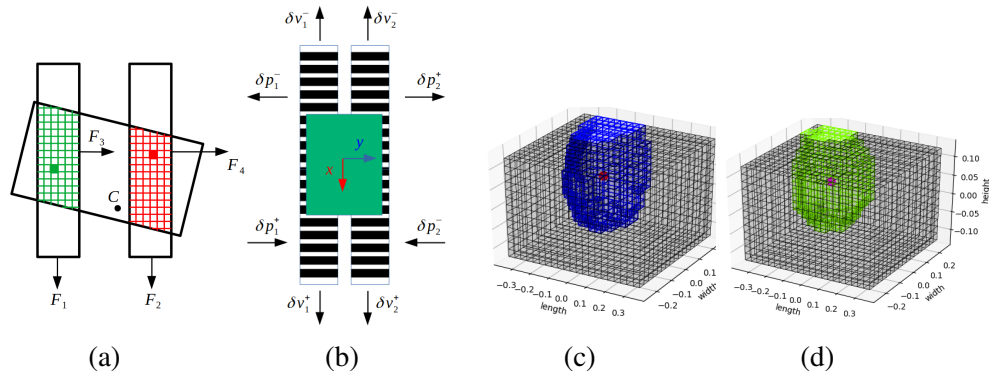 F₃
F₄
C
F₁
F₂
(a)
δv₁⁻
δv₂⁻
δp₁⁻
δp₂⁺
y
x
δp₁⁺
δp₂⁻
δv₁⁺
δv₂⁺
(b)
-0.3 -0.2 -0.1 0.0 0.1 0.2 0.3
length
-0.2 -0.1 0.0 0.1
width
(c)
-0.3 -0.2 -0.1 0.0 0.1 0.2 0.3
length
-0.2 -0.1 0.0 0.1 0.2
width
0.10
0.05
0.00
-0.05
-0.10
height
(d)